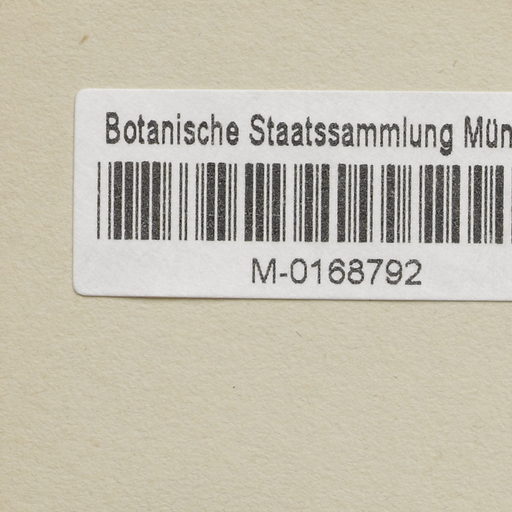 Botanische Staatssammlung Mün
M-0168792